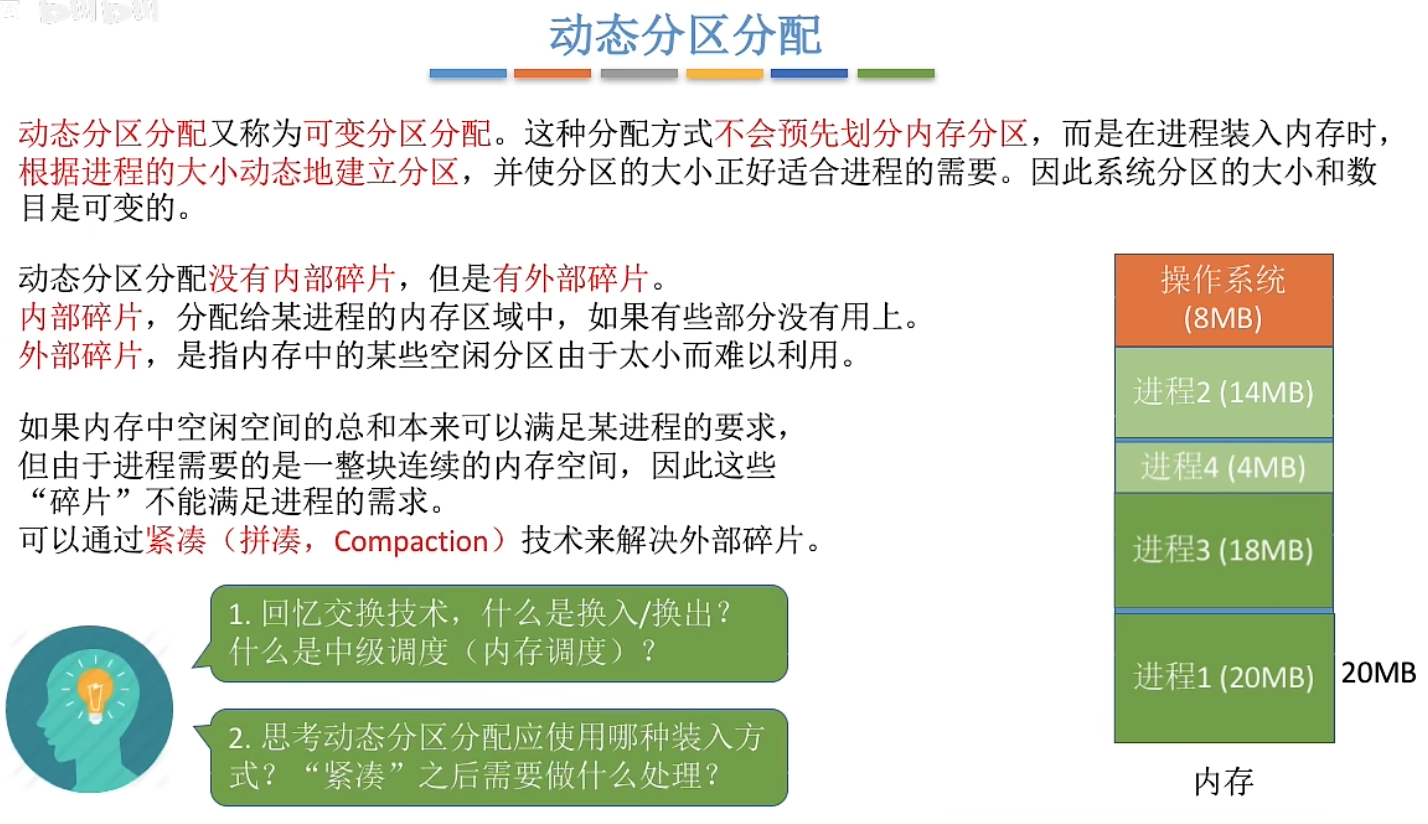 动态分区分配
动态分区分配又称为可变分区分配。这种分配方式不会预先划分内存分区，而是在进程装入内存时，
根据进程的大小动态地建立分区，并使分区的大小正好适合进程的需要。因此系统分区的大小和数
目是可变的。
动态分区分配没有内部碎片，但是有外部碎片。
内部碎片，分配给某进程的内存区域中，如果有些部分没有用上。
外部碎片，是指内存中的某些空闲分区由于太小而难以利用。
如果内存中空闲空间的总和本来可以满足某进程的要求，
但由于进程需要的是一整块连续的内存空间，因此这些
“碎片”不能满足进程的需求。
可以通过紧凑（拼凑，Compaction）技术来解决外部碎片。
1. 回忆交换技术，什么是换入/换出？
什么是中级调度（内存调度）？
2. 思考动态分区分配应使用哪种装入方
式？“紧凑”之后需要做什么处理？
操作系统
(8MB)
进程2 (14MB)
进程4 (4MB)
进程3 (18MB)
进程1 (20MB)
20MB
内存